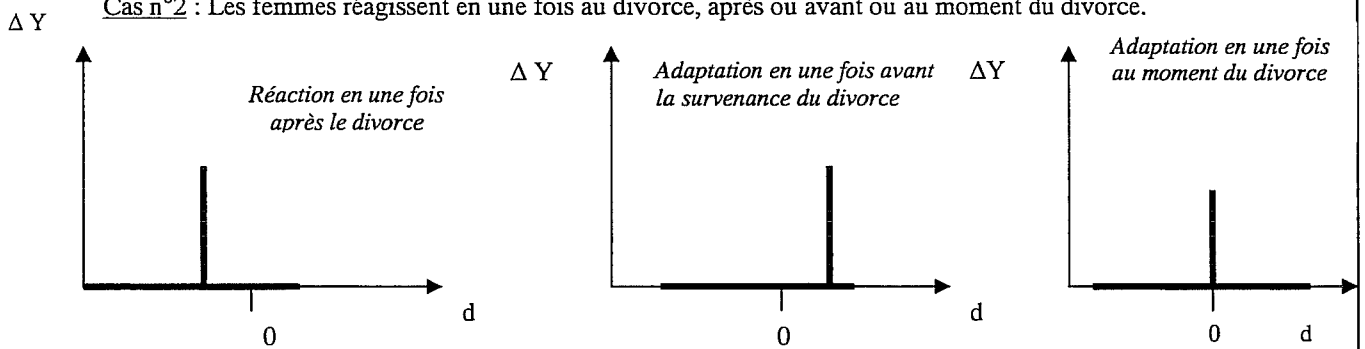 Cas n°2 : Les femmes réagissent en une fois au divorce, après ou avant ou au moment du divorce.
Δ Y
Réaction en une fois
après le divorce
0
d
Δ Y
Adaptation en une fois avant
la survenance du divorce
0
d
ΔY
Adaptation en une fois
au moment du divorce
0
d